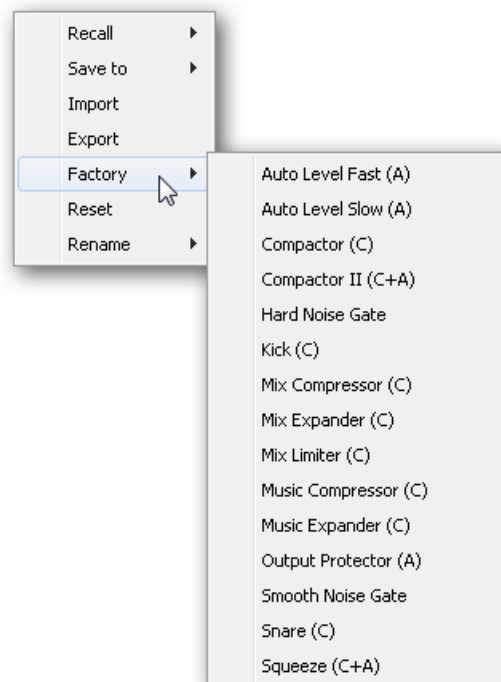 Recall
Save to
Import
Export
Factory
Reset
Rename
Auto Level Fast (A)
Auto Level Slow (A)
Compactor (C)
Compactor II (C+A)
Hard Noise Gate
Kick (C)
Mix Compressor (C)
Mix Expander (C)
Mix Limiter (C)
Music Compressor (C)
Music Expander (C)
Output Protector (A)
Smooth Noise Gate
Snare (C)
Squeeze (C+A)